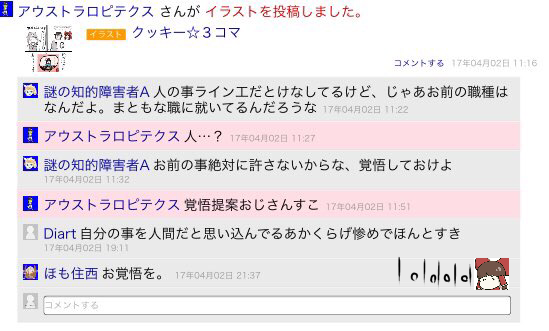 アウストラロピテクス さんが イラストを投稿しました。
イラスト クッキー☆3コマ
コメントする 17年04月02日 11:16
謎の知的障害者A 人の事ライン工だとけなしてるけど、じゃあお前の職種は
なんだよ。まともな職に就いてるんだろうな 17年04月02日 11:22
アウストラロピテクス 人…？ 17年04月02日 11:27
謎の知的障害者A お前の事絶対に許さないからな、覚悟しておけよ
17年04月02日 11:32
アウストラロピテクス 覚悟提案おじさんすこ 17年04月02日 11:51
Diart 自分の事を人間だと思い込んでるあかくらげ惨めでほんとすき
17年04月02日 19:11
ほも住西 お覚悟を。 17年04月02日 21:37
コメントする